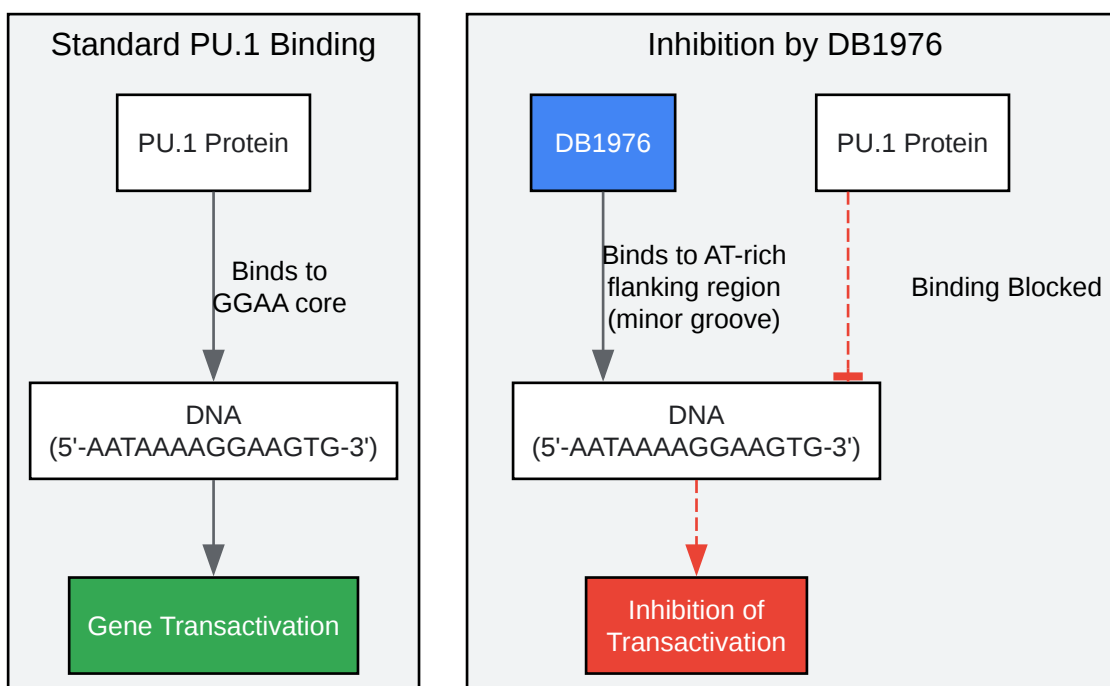 Standard PU.1 Binding
PU.1 Protein
Binds to
GGAA core
DNA
(5'-AATAAAAGGAAGTG-3')
Gene Transactivation
Inhibition by DB1976
DB1976
PU.1 Protein
Binds to AT-rich
flanking region
(minor groove)
Binding Blocked
DNA
(5'-AATAAAAGGAAGTG-3')
Inhibition of
Transactivation